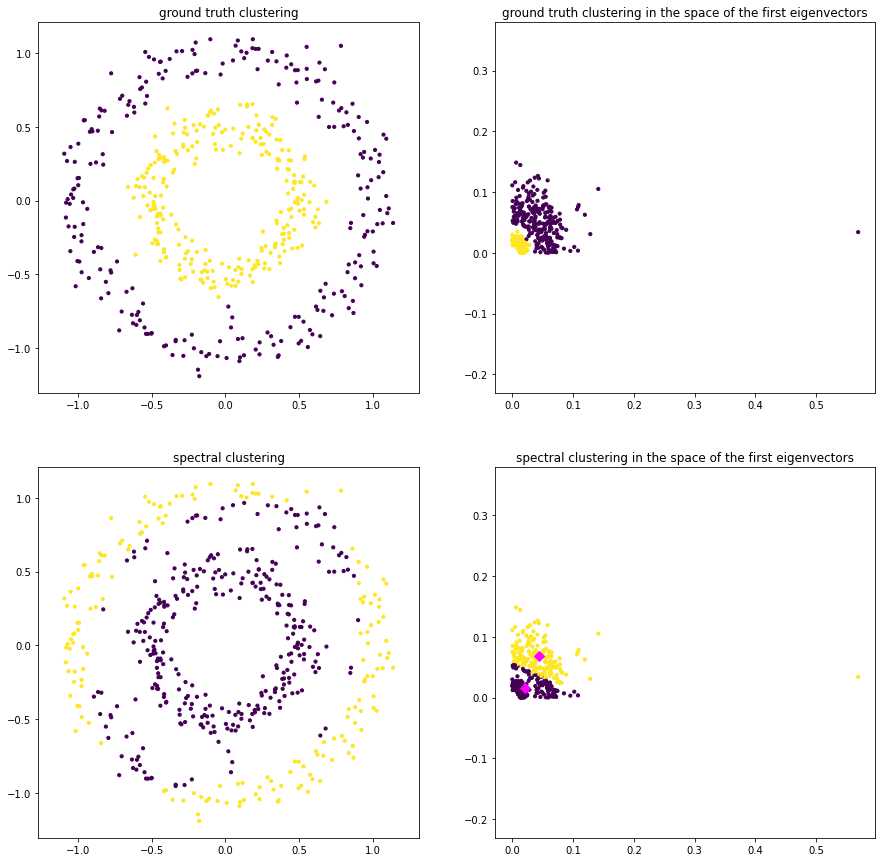 ground truth clustering
ground truth clustering in the space of the first eigenvectors
1.0
0.5
0.0
−0.5
−1.0
−1.0 −0.5 0.0 0.5 1.0
0.3
0.2
0.1
0.0
−0.1
−0.2
0.0 0.1 0.2 0.3 0.4 0.5
spectral clustering
spectral clustering in the space of the first eigenvectors
1.0
0.5
0.0
−0.5
−1.0
−1.0 −0.5 0.0 0.5 1.0
0.3
0.2
0.1
0.0
−0.1
−0.2
0.0 0.1 0.2 0.3 0.4 0.5